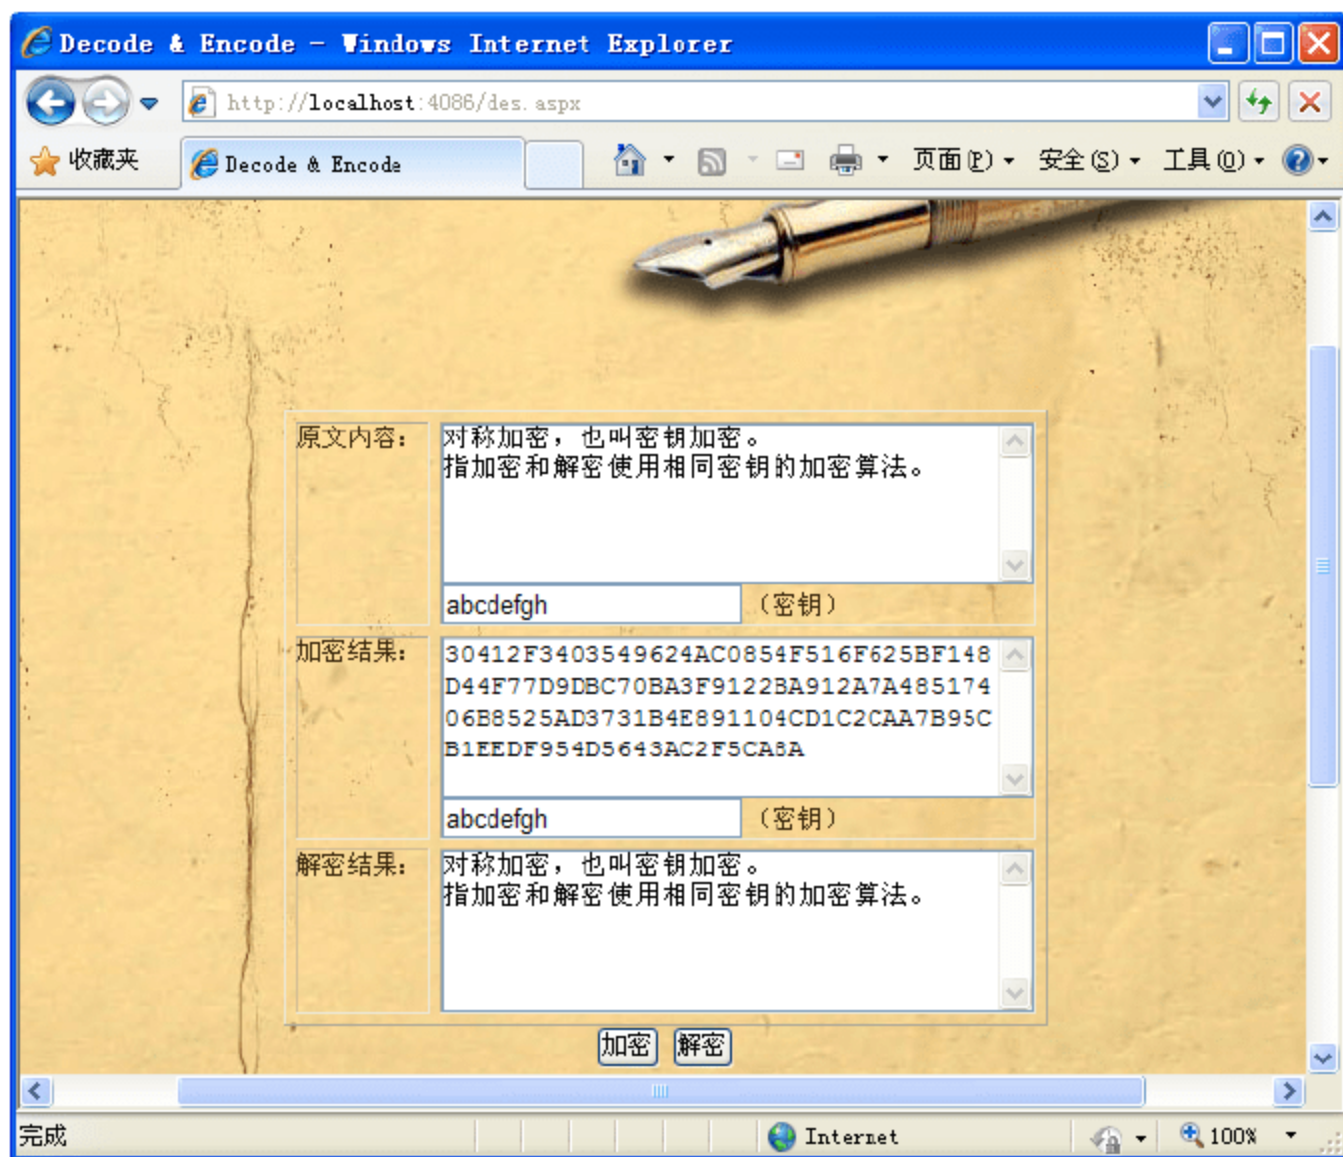 Decode & Encode - Windows Internet Explorer
http://localhost:4086/des.aspx
收藏夹
Decode & Encode
页面(P)
安全(S)
工具(O)
原文内容：
对称加密，也叫密钥加密。
指加密和解密使用相同密钥的加密算法。
abcdefgh （密钥）
加密结果：
30412F3403549624AC0854F516F625BF148
D44F77D9DBC70BA3F9122BA912A7A485174
06B8525AD3731B4E891104CD1C2CAA7B95C
B1EEDF954D5643AC2F5CA8A
abcdefgh （密钥）
解密结果：
对称加密，也叫密钥加密。
指加密和解密使用相同密钥的加密算法。
加密 解密
完成
Internet
100%